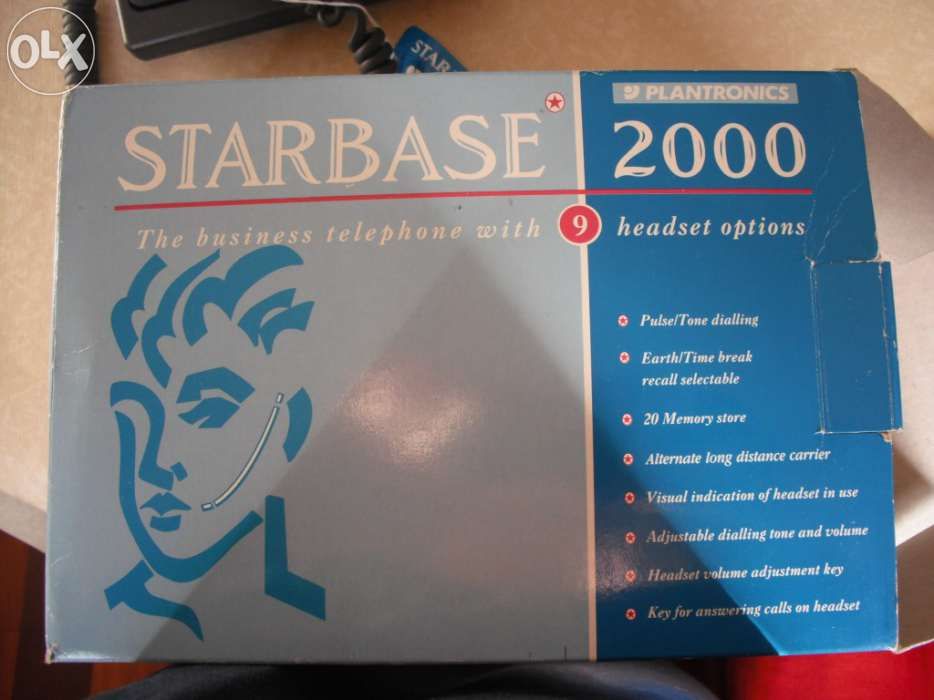 OLX
STAR
PLANTRONICS
STARBASE 2000
The business telephone with 9 headset options
Pulse/Tone dialling
Earth/Time break
recall selectable
20 Memory store
Alternate long distance carrier
Visual indication of headset in use
Adjustable dialling tone and volume
Headset volume adjustment key
Key for answering calls on headset